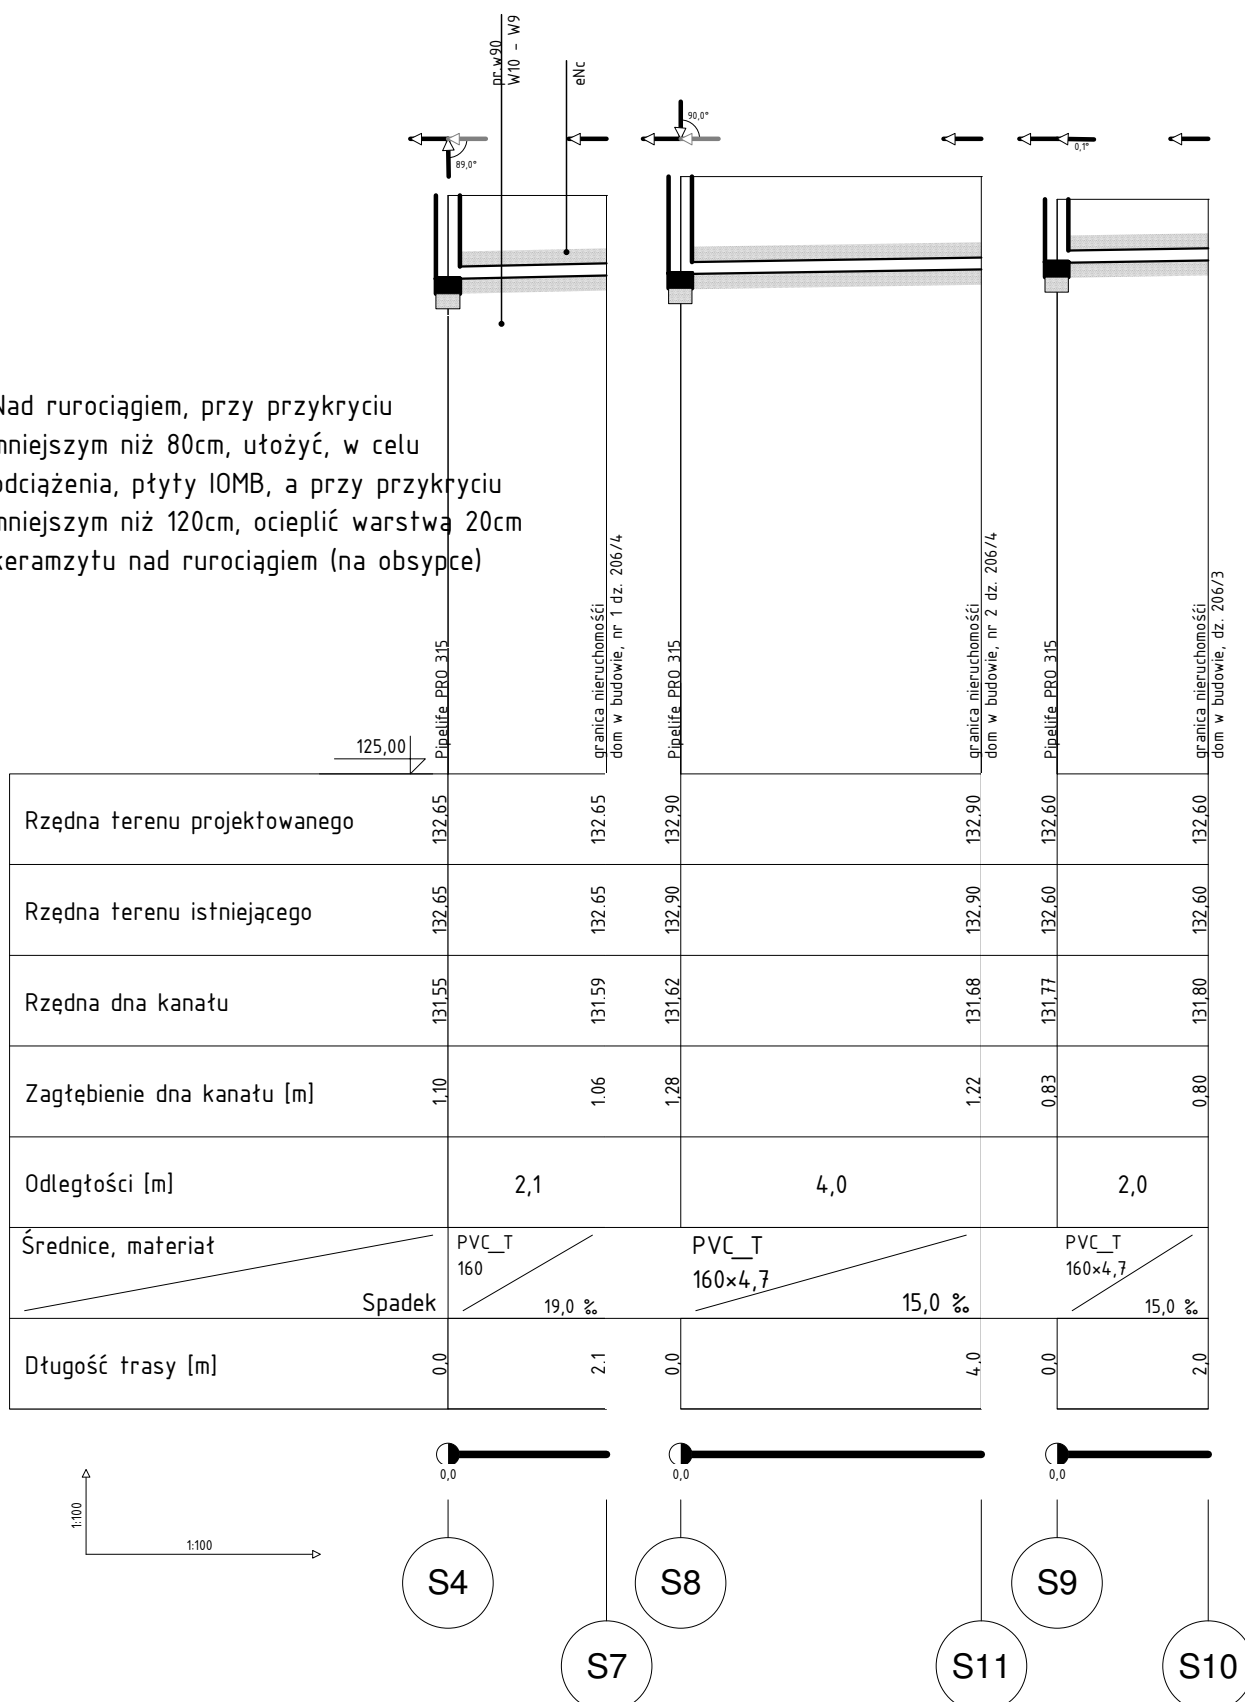 pr.w90
W10 - W9
eNc
89,0°
90,0°
0,1°
Nad rurociągiem, przy przykryciu
mniejszym niż 80cm, ułożyć, w celu
odciążenia, płyty IOMB, a przy przykryciu
mniejszym niż 120cm, ocieplić warstwą 20cm
keramzytu nad rurociągiem (na obsypce)
Pipelife PRO 315
granica nieruchomośći
dom w budowie, nr 1 dz. 206/4
Pipelife PRO 315
granica nieruchomośći
dom w budowie, nr 2 dz. 206/4
Pipelife PRO 315
granica nieruchomośći
dom w budowie, dz. 206/3
125,00
Rzędna terenu projektowanego 132,65 132.65 132,90 132,90 132,60 132,60
Rzędna terenu istniejącego 132,65 132.65 132,90 132,90 132,60 132,60
Rzędna dna kanału 131,55 131.59 131,62 131,68 131,77 131,80
Zagłębienie dna kanału [m] 1,10 1.06 1,28 1,22 0,83 0,80
Odległości [m] 2,1 4,0 2,0
Średnice, materiał PVC_T PVC_T PVC_T
160 160×4,7 160×4,7
Spadek 19,0 ‰ 15,0 ‰ 15,0 ‰
Długość trasy [m] 0,0 2.1 0,0 4,0 0,0 2,0
0,0 0,0 0,0
1:100
1:100
S4 S8 S9
S7 S11 S10